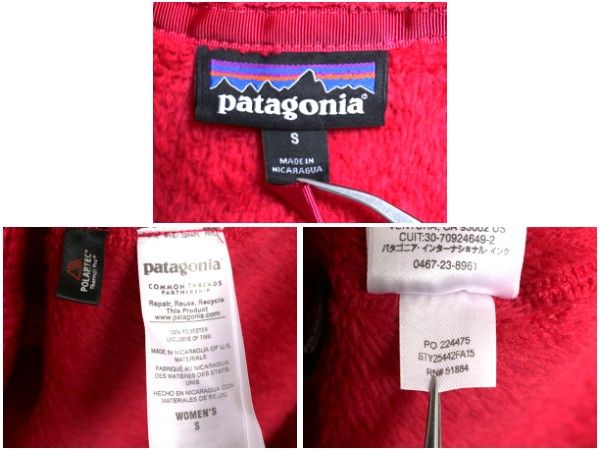 patagonia®
S
MADE IN
NICARAGUA
POLARTEC®
Thermal Pro®
patagonia®
COMMON THREADS
PARTNERSHIP
Repair, Reuse, Recycle
This Product
www.patagonia.com
100% POLYESTER
EXCLUSIVE OF TRIM
MADE IN NICARAGUA OF U.S.
MATERIALS
FABRIQUÉ AU NICARAGUA AVEC
DES MATIÈRES DES ÉTATS
UNIS
HECHO EN NICARAGUA CON
MATERIALES DE EE.UU.
WOMEN'S
S
VENTURA, CA 93002 US
CUIT:30-70924649-2
パタゴニア・インターナショナル・インク
0467-23-8961
PO 224475
STY25442FA15
RN# 51884